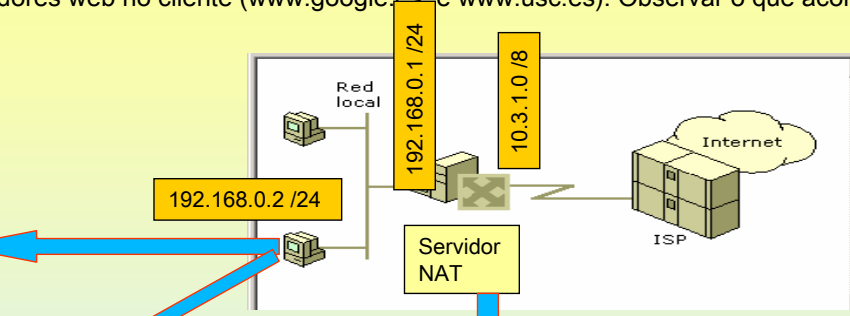 dores web no cliente (www.google. e www.usc.es). Observar o que acor
Red
local
192.168.0.1 /24
10.3.1.0 /8
Internet
192.168.0.2 /24
Servidor
NAT
ISP